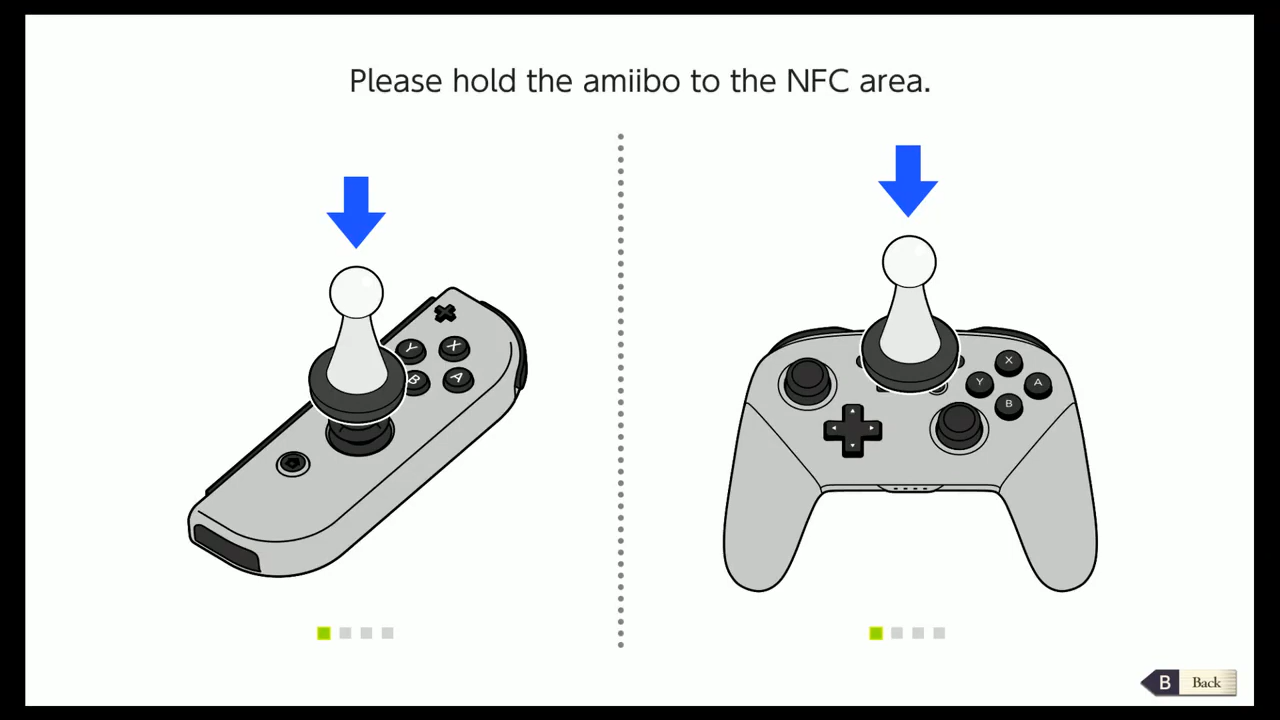 Please hold the amiibo to the NFC area.
Y X
B A
X
Y A
B
B Back